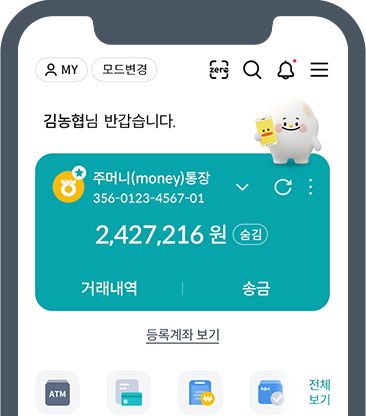 MY 모드변경 zero
김농협님 반갑습니다.
주머니(money)통장
356-0123-4567-01
2,427,216 원 숨김
거래내역 송금
등록계좌 보기
ATM NH 전체
보기